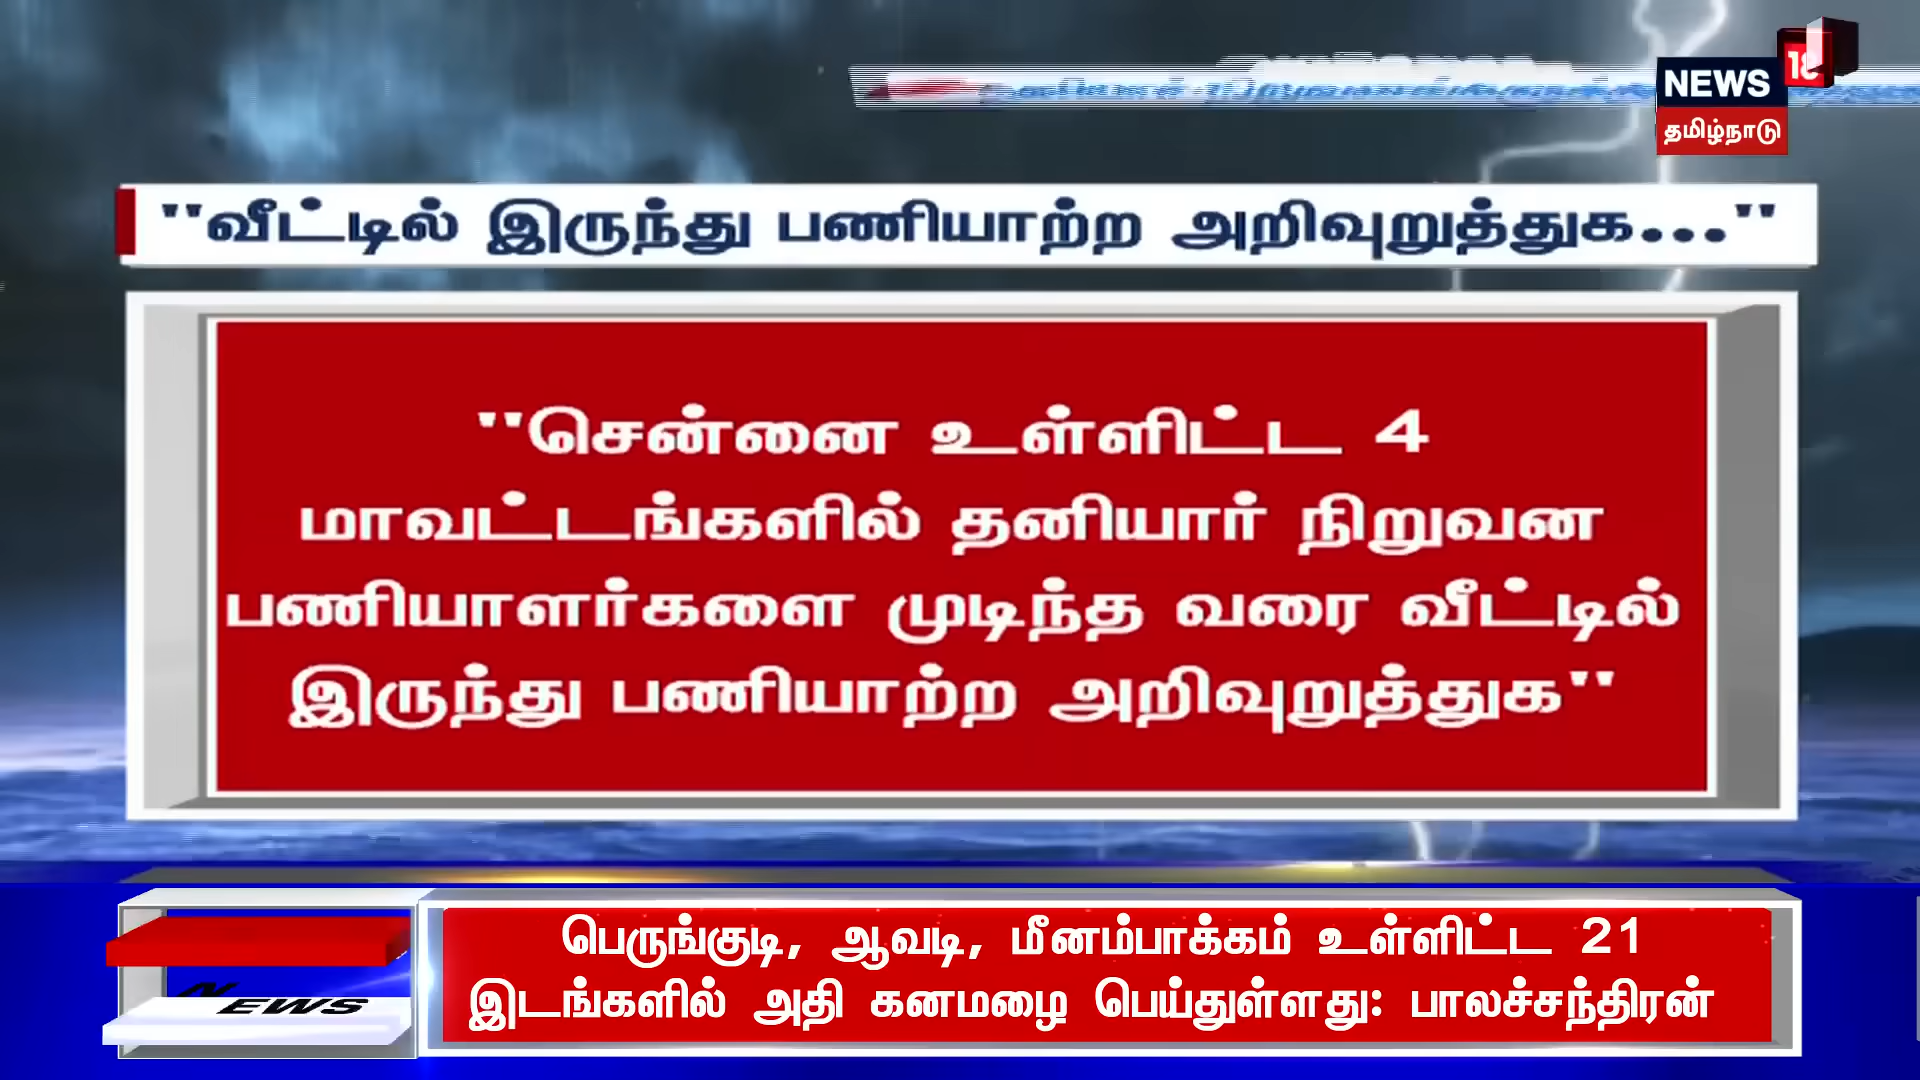 NEWS
18
தமிழ்நாடு
"வீட்டில் இருந்து பணியாற்ற அறிவுறுத்துக..."
"சென்னை உள்ளிட்ட 4
மாவட்டங்களில் தனியார் நிறுவன
பணியாளர்களை முடிந்த வரை வீட்டில்
இருந்து பணியாற்ற அறிவுறுத்துக"
பெருங்குடி, ஆவடி, மீனம்பாக்கம் உள்ளிட்ட 21
இடங்களில் அதி கனமழை பெய்துள்ளது: பாலச்சந்திரன்
NEWS